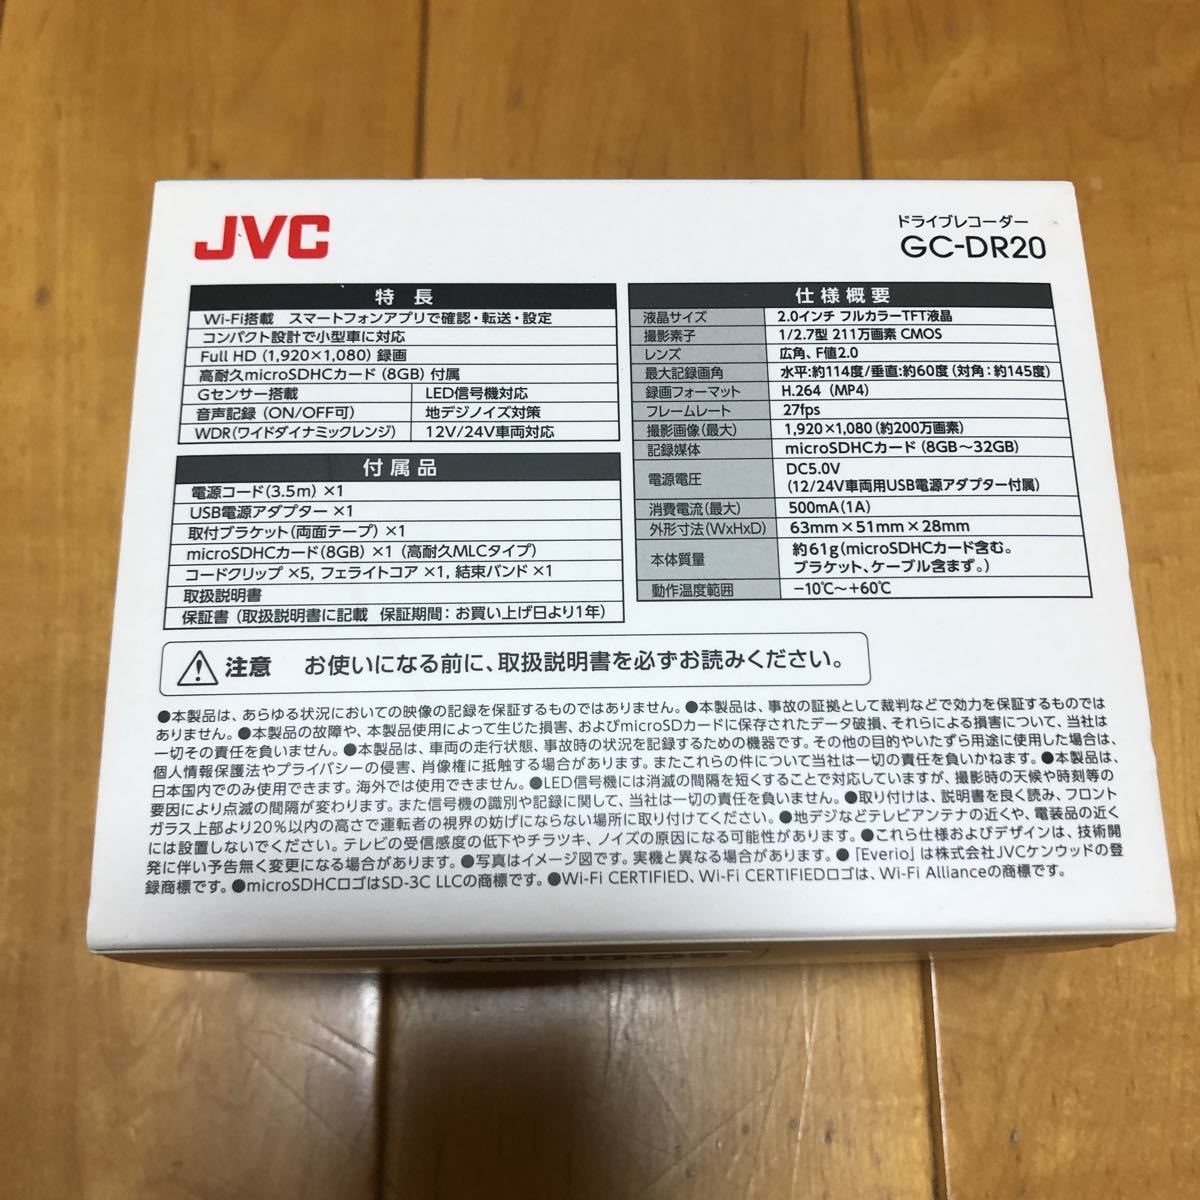 JVC
ドライブレコーダー
GC-DR20
特 長
Wi-Fi搭載 スマートフォンアプリで確認・転送・設定
コンパクト設計で小型車に対応
Full HD (1,920×1,080) 録画
高耐久microSDHCカード (8GB) 付属
Gセンサー搭載 LED信号機対応
音声記録 (ON/OFF可) 地デジノイズ対策
WDR(ワイドダイナミックレンジ) 12V/24V車両対応
付属品
電源コード(3.5m) ×1
USB電源アダプター ×1
取付ブラケット(両面テープ) ×1
microSDHCカード(8GB) ×1 (高耐久MLCタイプ)
コードクリップ ×5, フェライトコア ×1, 結束バンド ×1
取扱説明書
保証書 (取扱説明書に記載 保証期間: お買い上げ日より1年)
仕様概要
液晶サイズ 2.0インチ フルカラーTFT液晶
撮影素子 1/2.7型 211万画素 CMOS
レンズ 広角、F値2.0
最大記録画角 水平:約114度/垂直:約60度 (対角:約145度)
録画フォーマット H.264 (MP4)
フレームレート 27fps
撮影画像(最大) 1,920×1,080 (約200万画素)
記録媒体 microSDHCカード (8GB〜32GB)
電源電圧 DC5.0V
(12/24V車両用USB電源アダプター付属)
消費電流(最大) 500mA(1A)
外形寸法(WxHxD) 63mm×51mm×28mm
本体質量 約61g(microSDHCカード含む。
ブラケット、ケーブル含まず。)
動作温度範囲 −10℃〜+60℃
注意 お使いになる前に、取扱説明書を必ずお読みください。
●本製品は、あらゆる状況においての映像の記録を保証するものではありません。●本製品は、事故の証拠として裁判などで効力を保証するものでは
ありません。●本製品の故障や、本製品使用によって生じた損害、およびmicroSDカードに保存されたデータ破損、それらによる損害について、当社は
一切その責任を負いません。●本製品は、車両の走行状態、事故時の状況を記録するための機器です。その他の目的やいたずら用途に使用した場合は、
個人情報保護法やプライバシーの侵害、肖像権に抵触する場合があります。またこれらの件について当社は一切の責任を負いかねます。●本製品は、
日本国内でのみ使用できます。海外では使用できません。●LED信号機には消滅の間隔を短くすることで対応していますが、撮影時の天候や時刻等の
要因により点滅の間隔が変わります。また信号機の識別や記録に関して、当社は一切の責任を負いません。●取り付けは、説明書を良く読み、フロント
ガラス上部より20%以内の高さで運転者の視界の妨げにならない場所に取り付けてください。●地デジなどテレビアンテナの近くや、電装品の近く
には設置しないでください。テレビの受信感度の低下やチラツキ、ノイズの原因になる可能性があります。●これら仕様およびデザインは、技術開
発に伴い予告無く変更になる場合があります。●写真はイメージ図です。実機と異なる場合があります。●「Everio」は株式会社JVCケンウッドの登
録商標です。●microSDHCロゴはSD-3C LLCの商標です。●Wi-Fi CERTIFIED、Wi-Fi CERTIFIEDロゴは、Wi-Fi Allianceの商標です。